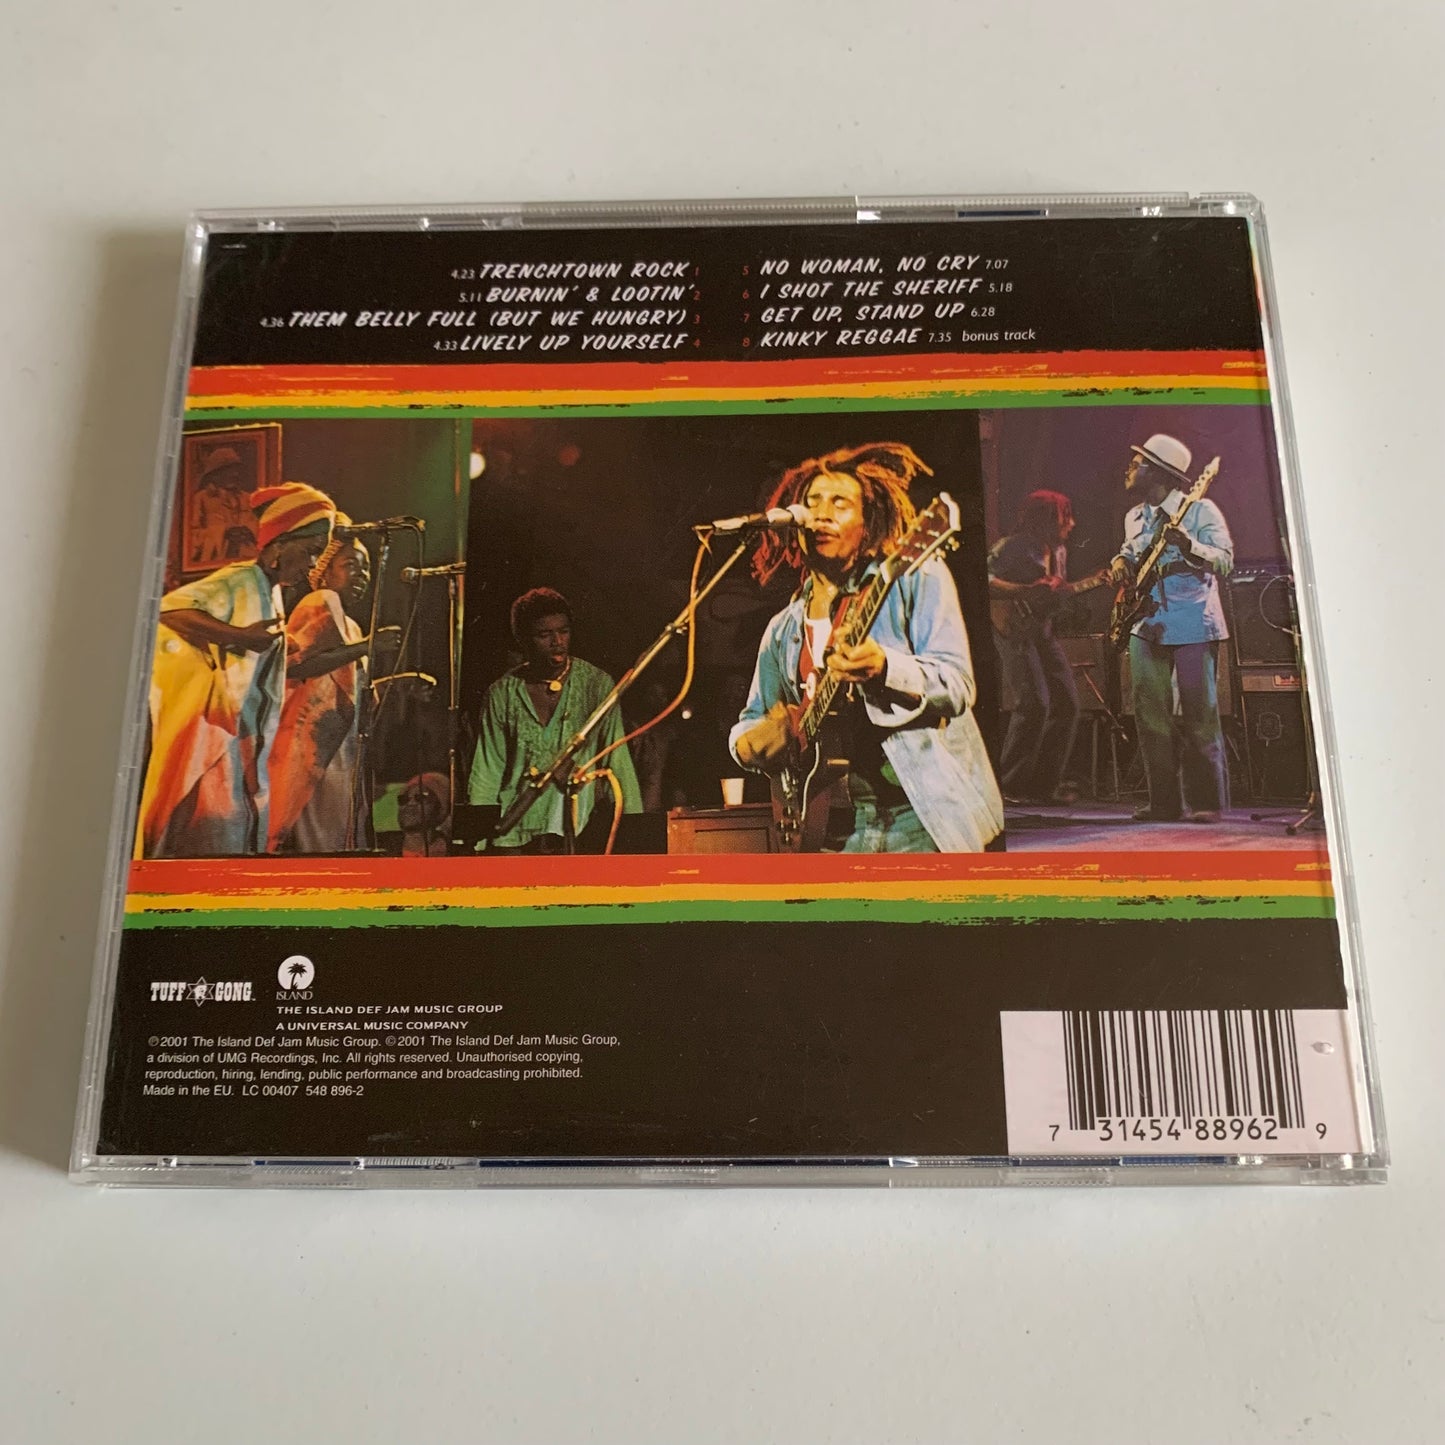 4.23 TRENCHTOWN ROCK 1
5.11 BURNIN' & LOOTIN' 2
4.36 THEM BELLY FULL (BUT WE HUNGRY) 3
4.33 LIVELY UP YOURSELF 4
5 NO WOMAN, NO CRY 7.07
6 I SHOT THE SHERIFF 5.18
7 GET UP, STAND UP 6.28
8 KINKY REGGAE 7.35 bonus track
TUFF GONG
ISLAND
THE ISLAND DEF JAM MUSIC GROUP
A UNIVERSAL MUSIC COMPANY
℗2001 The Island Def Jam Music Group. ©2001 The Island Def Jam Music Group,
a division of UMG Recordings, Inc. All rights reserved. Unauthorised copying,
reproduction, hiring, lending, public performance and broadcasting prohibited.
Made in the EU. LC 00407 548 896-2
7 31454 88962 9